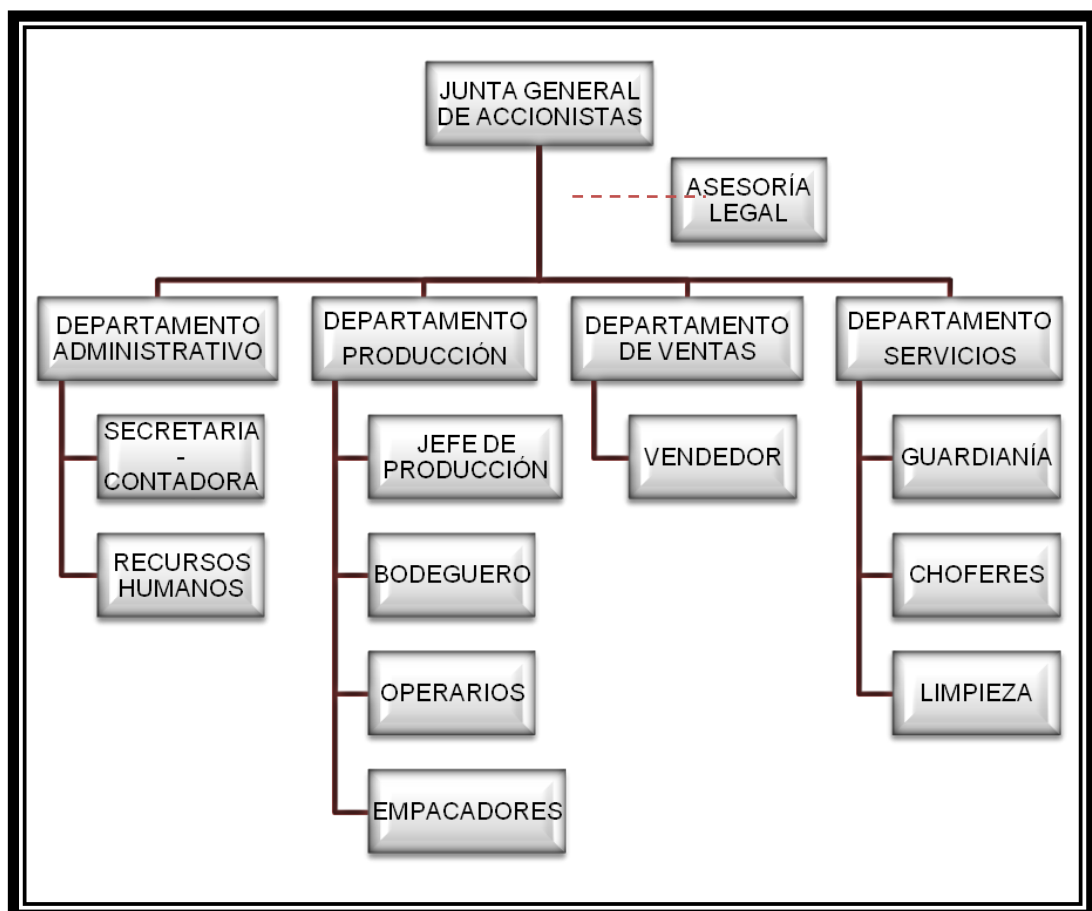 JUNTA GENERAL
DE ACCIONISTAS
ASESORÍA
LEGAL
DEPARTAMENTO
ADMINISTRATIVO
SECRETARIA
-
CONTADORA
RECURSOS
HUMANOS
DEPARTAMENTO
PRODUCCIÓN
JEFE DE
PRODUCCIÓN
BODEGUERO
OPERARIOS
EMPACADORES
DEPARTAMENTO
DE VENTAS
VENDEDOR
DEPARTAMENTO
SERVICIOS
GUARDIANÍA
CHOFERES
LIMPIEZA